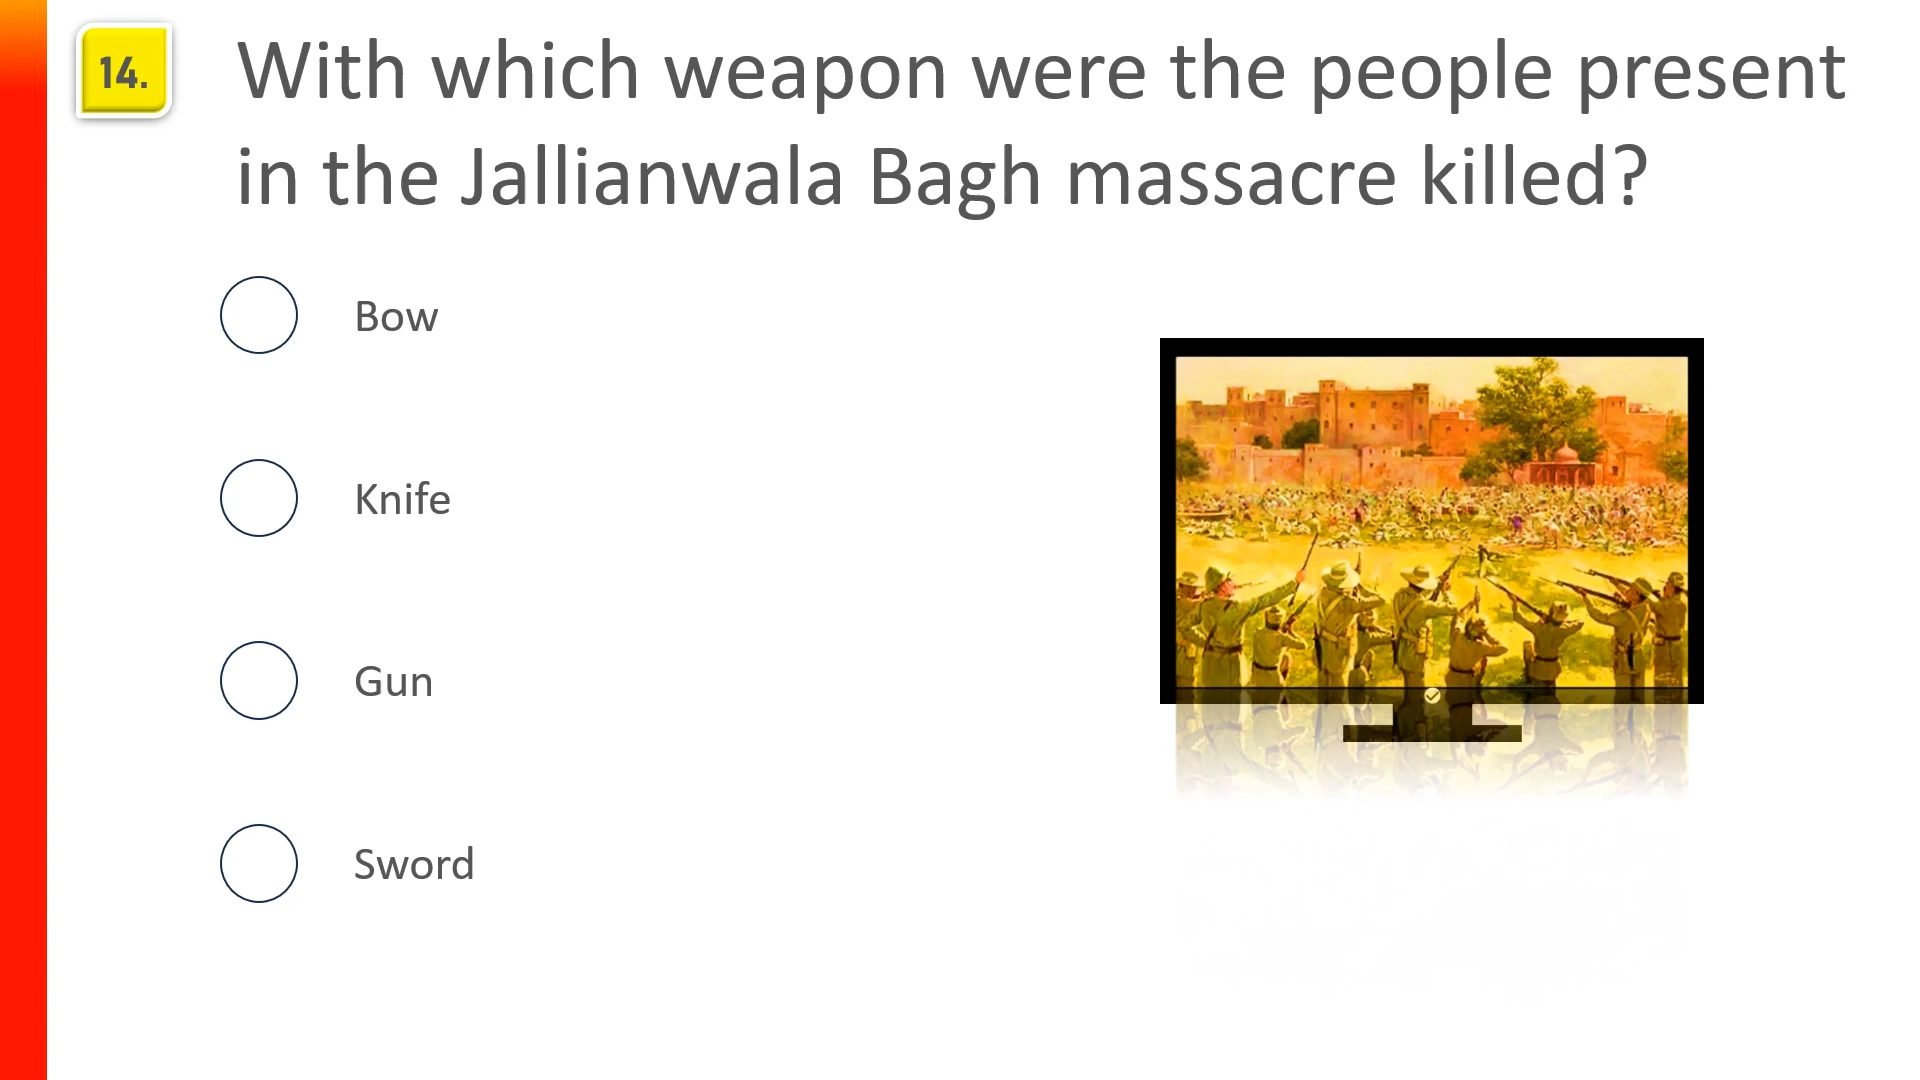 14.
With which weapon were the people present
in the Jallianwala Bagh massacre killed?
Bow
Knife
Gun
Sword